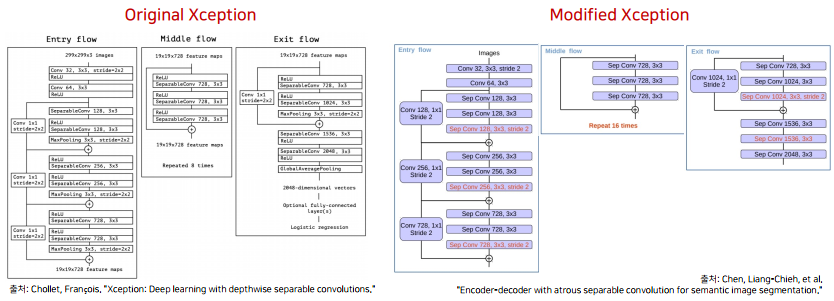 Original Xception
Entry flow
299x299x3 images
Conv 32, 3x3, stride=2x2
ReLU
Conv 64, 3x3
ReLU
SeparableConv 128, 3x3
Conv 1x1
stride=2x2
ReLU
SeparableConv 128, 3x3
MaxPooling 3x3, stride=2x2
+
ReLU
SeparableConv 256, 3x3
Conv 1x1
stride=2x2
ReLU
SeparableConv 256, 3x3
MaxPooling 3x3, stride=2x2
+
ReLU
SeparableConv 728, 3x3
Conv 1x1
stride=2x2
ReLU
SeparableConv 728, 3x3
MaxPooling 3x3, stride=2x2
+
19x19x728 feature maps
Middle flow
19x19x728 feature maps
ReLU
SeparableConv 728, 3x3
ReLU
SeparableConv 728, 3x3
ReLU
SeparableConv 728, 3x3
+
19x19x728 feature maps
Repeated 8 times
Exit flow
19x19x728 feature maps
ReLU
SeparableConv 728, 3x3
Conv 1x1
stride=2x2
ReLU
SeparableConv 1024, 3x3
MaxPooling 3x3, stride=2x2
+
SeparableConv 1536, 3x3
ReLU
SeparableConv 2048, 3x3
ReLU
GlobalAveragePooling
2048-dimensional vectors
Optional fully-connected
layer(s)
Logistic regression
출처: Chollet, François. "Xception: Deep learning with depthwise separable convolutions."
Modified Xception
Entry flow
Images
Conv 32, 3x3, stride 2
Conv 64, 3x3
Sep Conv 128, 3x3
Conv 128, 1x1
Stride 2
Sep Conv 128, 3x3
Sep Conv 128, 3x3, stride 2
Sep Conv 256, 3x3
Conv 256, 1x1
Stride 2
Sep Conv 256, 3x3
Sep Conv 256, 3x3, stride 2
Sep Conv 728, 3x3
Conv 728, 1x1
Stride 2
Sep Conv 728, 3x3
Sep Conv 728, 3x3, stride 2
Middle flow
Sep Conv 728, 3x3
Sep Conv 728, 3x3
Sep Conv 728, 3x3
Repeat 16 times
Exit flow
Sep Conv 728, 3x3
Conv 1024, 1x1
Stride 2
Sep Conv 1024, 3x3
Sep Conv 1024, 3x3, stride 2
Sep Conv 1536, 3x3
Sep Conv 1536, 3x3
Sep Conv 2048, 3x3
출처: Chen, Liang-Chieh, et al.
"Encoder-decoder with atrous separable convolution for semantic image segmentation."